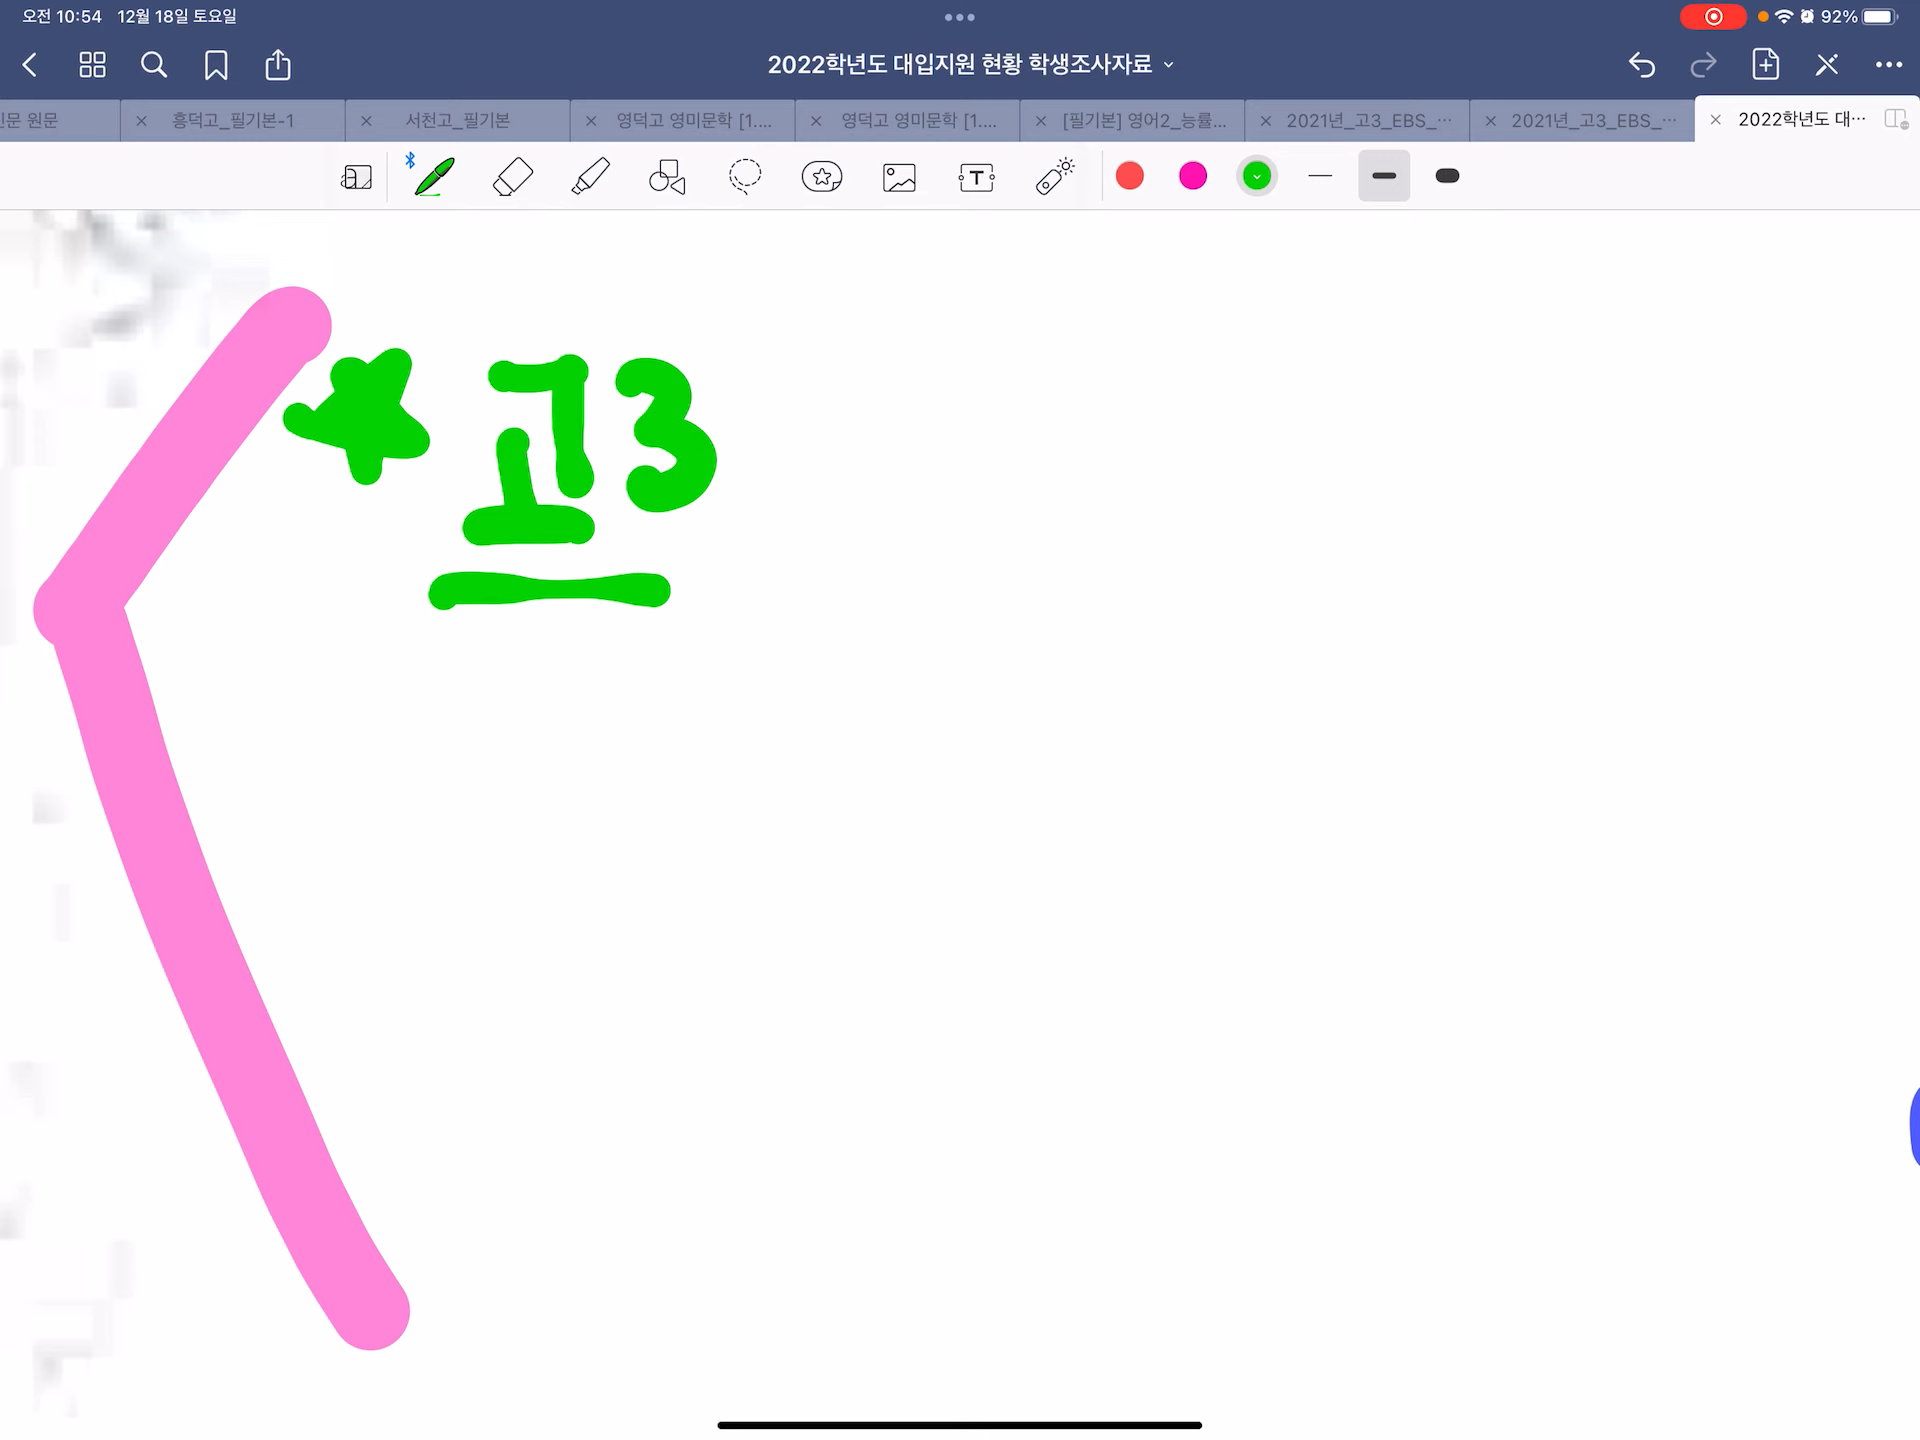 오전 10:54 12월 18일 토요일
92%
2022학년도 대입지원 현황 학생조사자료
원문
흥덕고_필기본-1
서천고_필기본
영덕고 영미문학 [1....
영덕고 영미문학 [1....
[필기본] 영어2_능률...
2021년_고3_EBS_…
2021년_고3_EBS_…
2022학년도 대…
고3